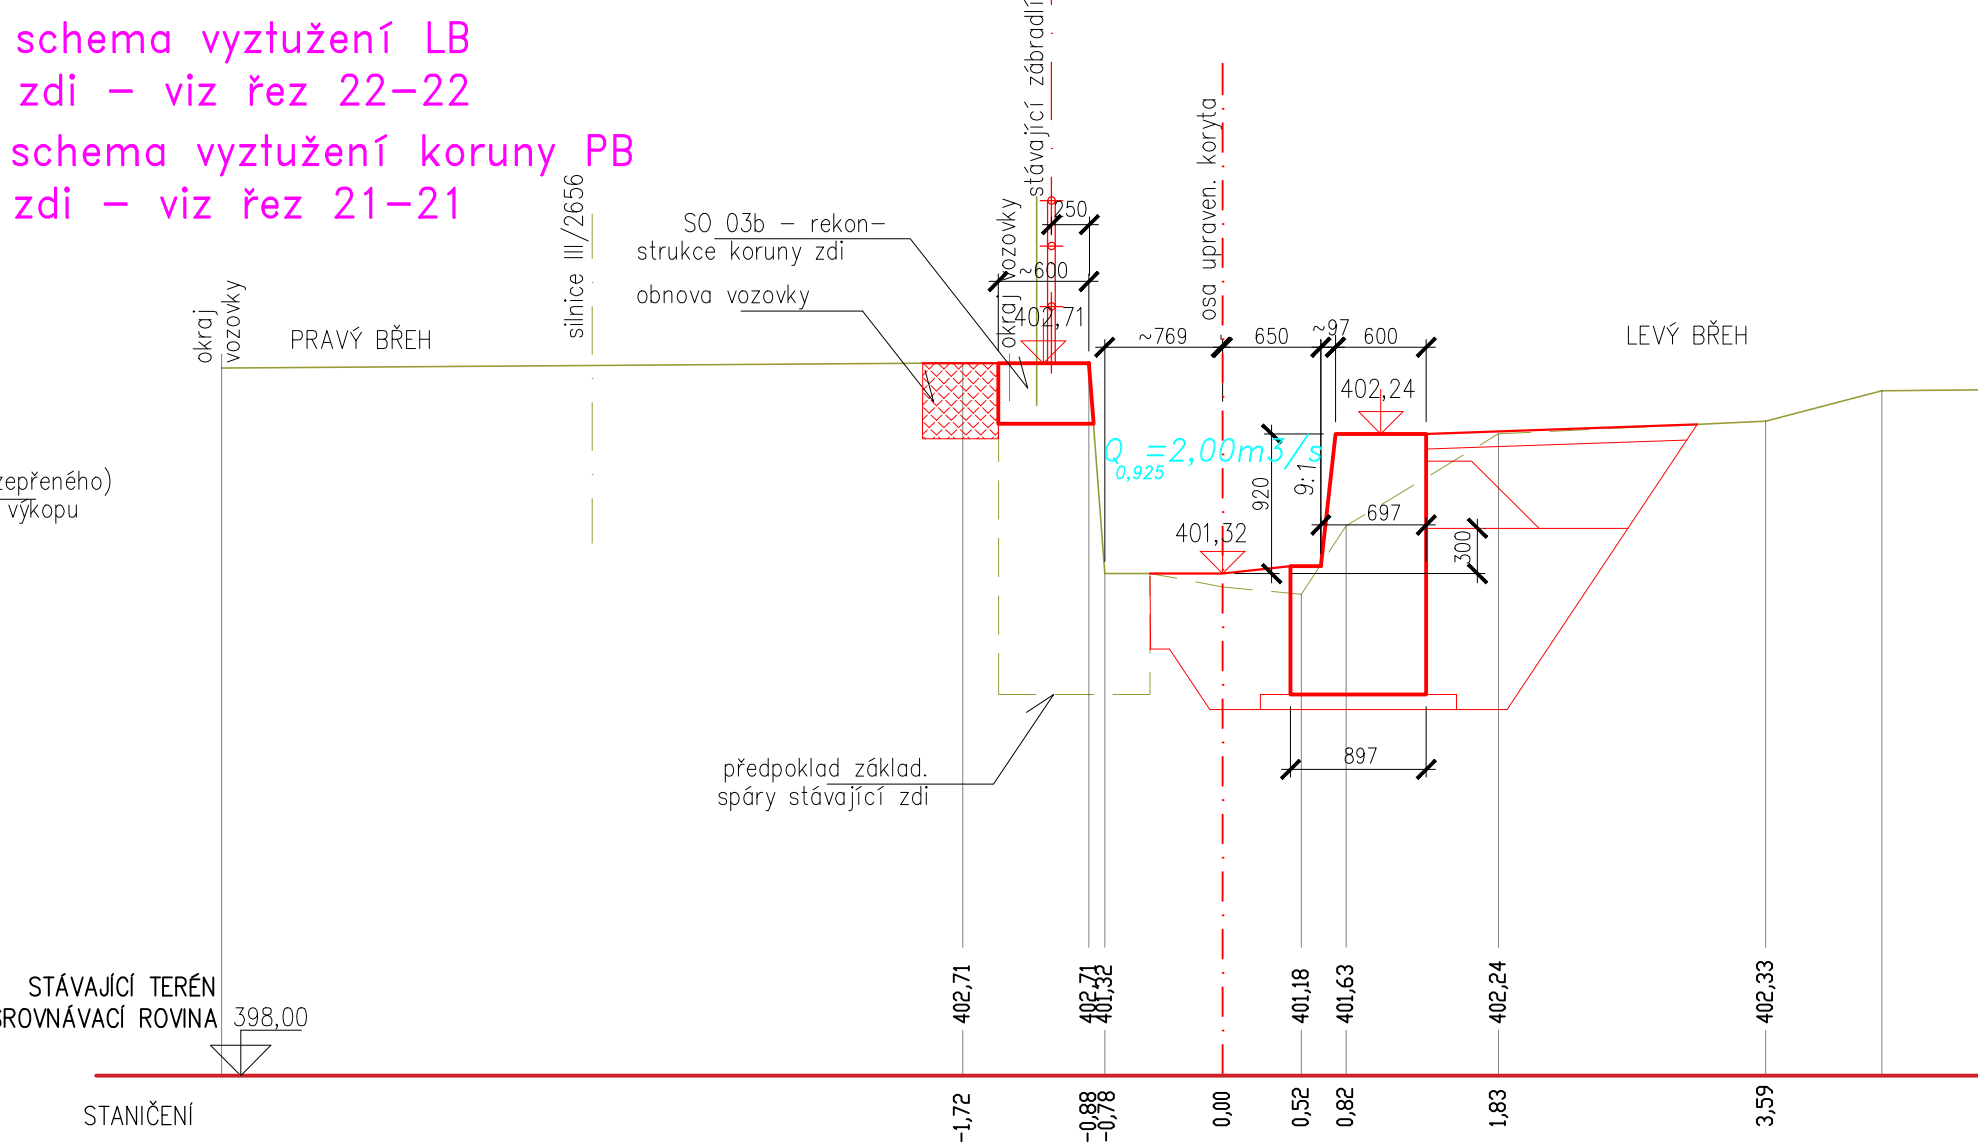 schema vyztužení LB
zdi - viz řez 22-22
schema vyztužení koruny PB
zdi - viz řez 21-21
silnice III/2656
okraj
vozovky
PRAVÝ BŘEH
SO 03b - rekon-
strukce koruny zdi
obnova vozovky
stávající zábradlí
okraj vozovky
250
~600
402,71
osa upraven. koryta
~769
650
~97
600
LEVÝ BŘEH
402,24
Q0,925=2,00m3/s
920
9:1
697
401,32
300
zepřeného)
výkopu
897
předpoklad základ.
spáry stávající zdi
STÁVAJÍCÍ TERÉN
SROVNÁVACÍ ROVINA
398,00
402,71
402,71
401,32
401,18
401,63
402,24
402,33
STANIČENÍ
-1,72
-0,88
-0,78
0,00
0,52
0,82
1,83
3,59